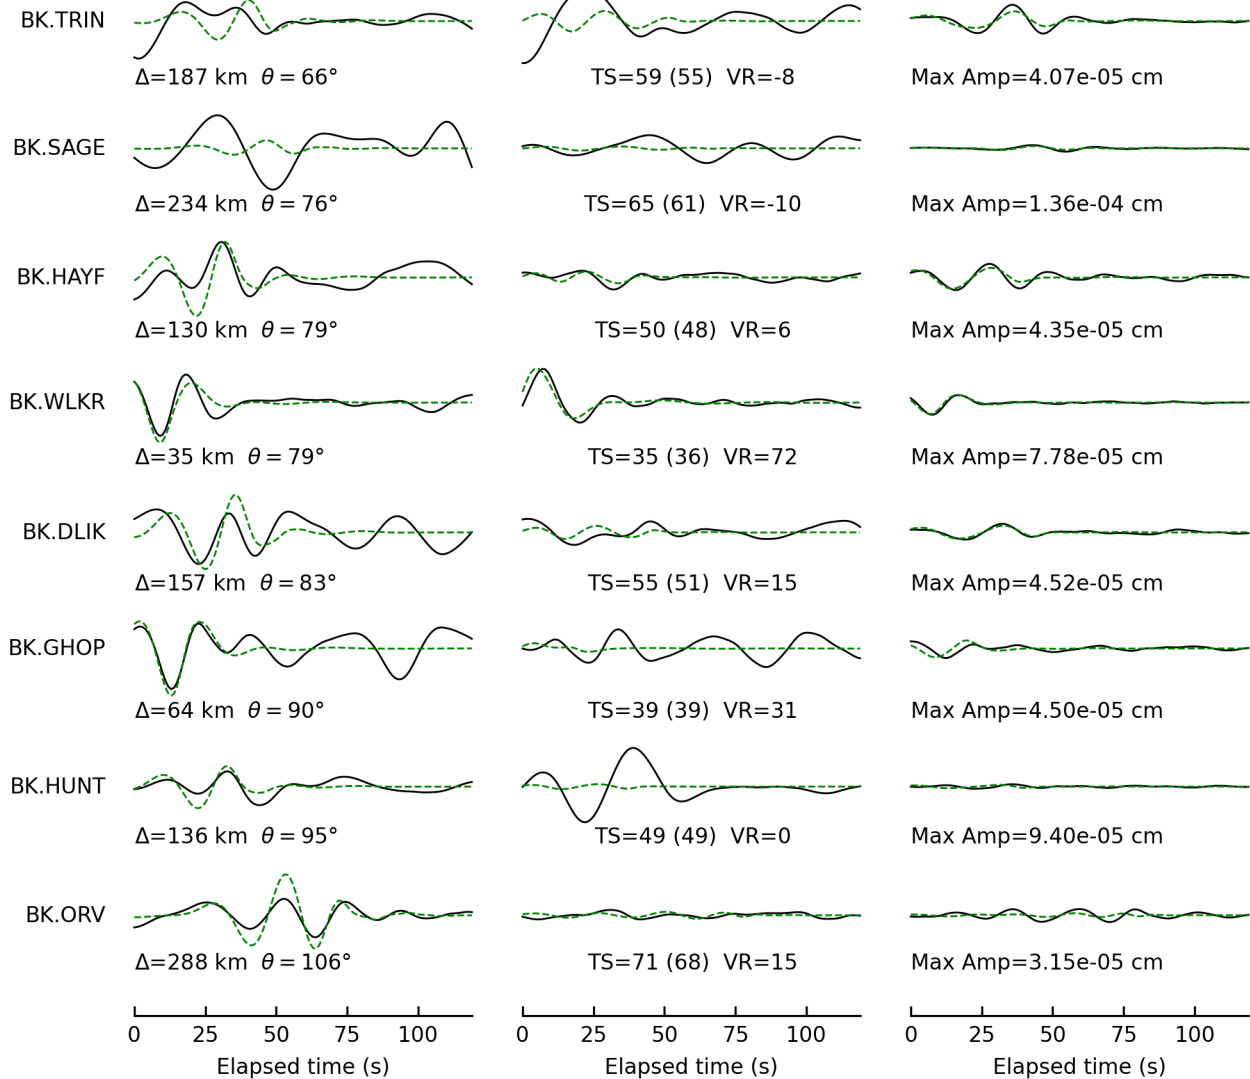 BK.TRIN
Δ=187 km θ = 66° TS=59 (55) VR=-8 Max Amp=4.07e-05 cm
BK.SAGE
Δ=234 km θ = 76° TS=65 (61) VR=-10 Max Amp=1.36e-04 cm
BK.HAYF
Δ=130 km θ = 79° TS=50 (48) VR=6 Max Amp=4.35e-05 cm
BK.WLKR
Δ=35 km θ = 79° TS=35 (36) VR=72 Max Amp=7.78e-05 cm
BK.DLIK
Δ=157 km θ = 83° TS=55 (51) VR=15 Max Amp=4.52e-05 cm
BK.GHOP
Δ=64 km θ = 90° TS=39 (39) VR=31 Max Amp=4.50e-05 cm
BK.HUNT
Δ=136 km θ = 95° TS=49 (49) VR=0 Max Amp=9.40e-05 cm
BK.ORV
Δ=288 km θ = 106° TS=71 (68) VR=15 Max Amp=3.15e-05 cm
0 25 50 75 100 0 25 50 75 100 0 25 50 75 100
Elapsed time (s) Elapsed time (s) Elapsed time (s)